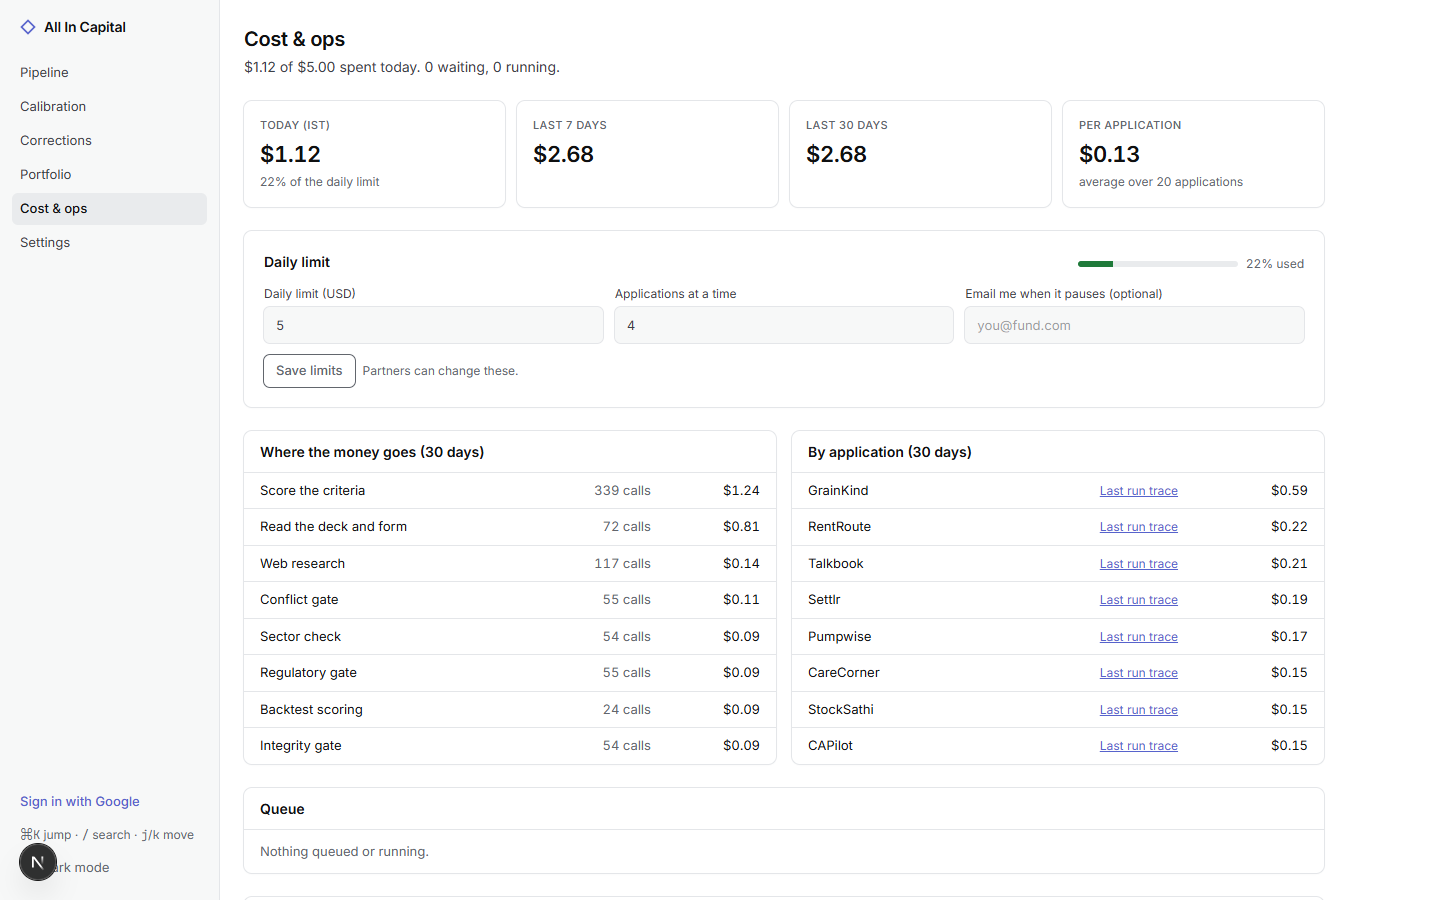 All In Capital
Pipeline
Calibration
Corrections
Portfolio
Cost & ops
Settings
Sign in with Google
⌘K jump · / search · j/k move
N
ark mode
Cost & ops
$1.12 of $5.00 spent today. 0 waiting, 0 running.
TODAY (IST)
$1.12
22% of the daily limit
LAST 7 DAYS
$2.68
LAST 30 DAYS
$2.68
PER APPLICATION
$0.13
average over 20 applications
Daily limit
22% used
Daily limit (USD)
5
Applications at a time
4
Email me when it pauses (optional)
you@fund.com
Save limits
Partners can change these.
Where the money goes (30 days)
Score the criteria 339 calls $1.24
Read the deck and form 72 calls $0.81
Web research 117 calls $0.14
Conflict gate 55 calls $0.11
Sector check 54 calls $0.09
Regulatory gate 55 calls $0.09
Backtest scoring 24 calls $0.09
Integrity gate 54 calls $0.09
By application (30 days)
GrainKind Last run trace $0.59
RentRoute Last run trace $0.22
Talkbook Last run trace $0.21
Settlr Last run trace $0.19
Pumpwise Last run trace $0.17
CareCorner Last run trace $0.15
StockSathi Last run trace $0.15
CAPilot Last run trace $0.15
Queue
Nothing queued or running.